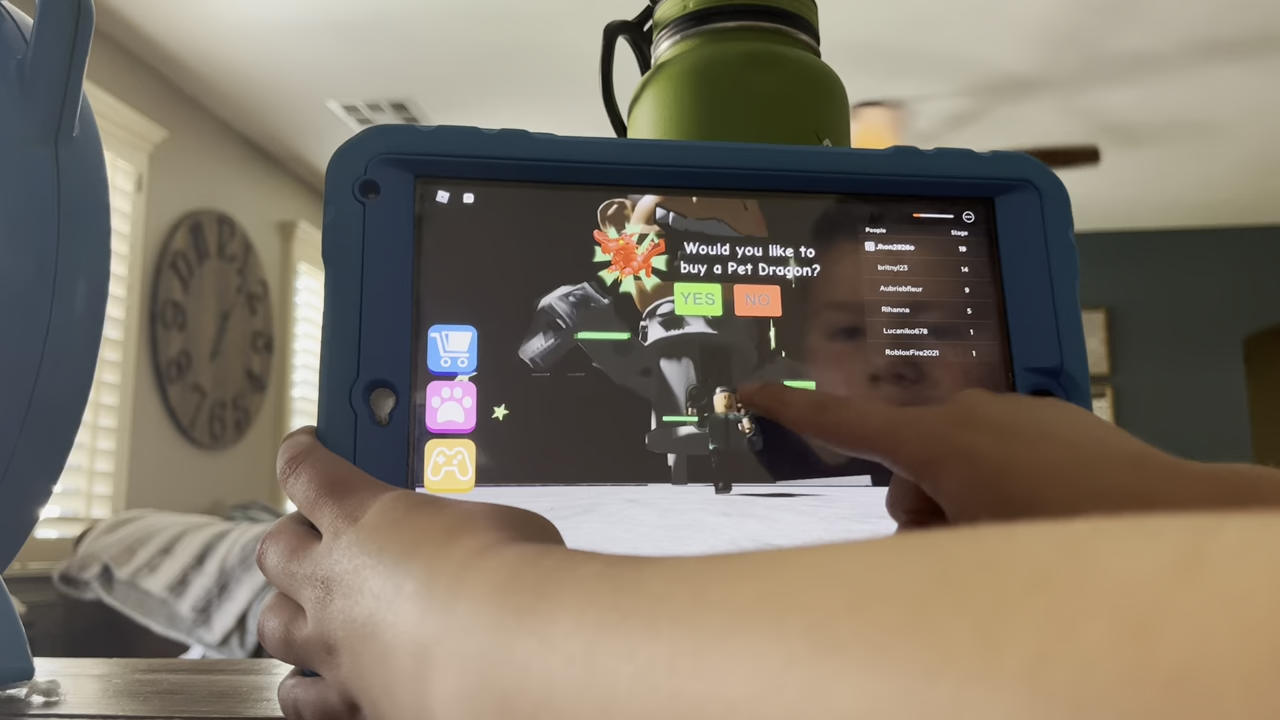 Would you like to
buy a Pet Dragon?
YES
NO
People Stage
Jhon2926o 19
britnyl23 14
Aubriebfleur 9
Rihanna 5
Lucaniko678 1
RobloxFire2021 1